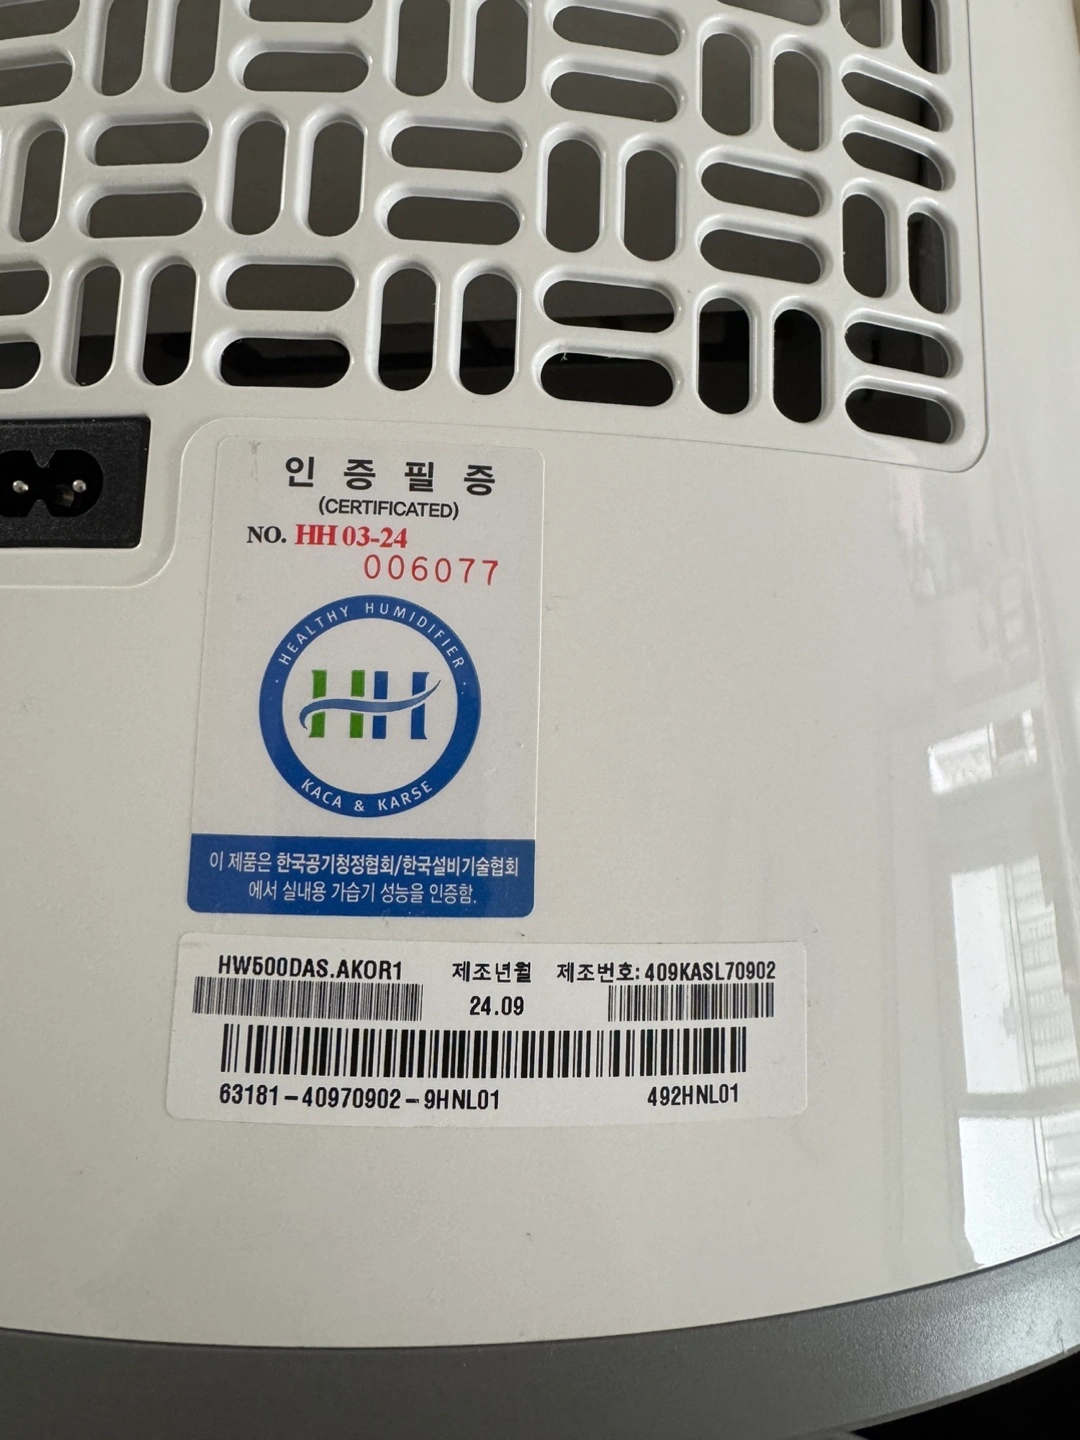 인증필증
(CERTIFICATED)
NO. HH 03-24
006077
HEALTHY HUMIDIFIER
HH
KACA & KARSE
이 제품은 한국공기청정협회/한국설비기술협회
에서 실내용 가습기 성능을 인증함.
HW500DAS.AKOR1 제조년월 제조번호: 409KASL70902
24.09
63181-40970902-9HNL01 492HNL01